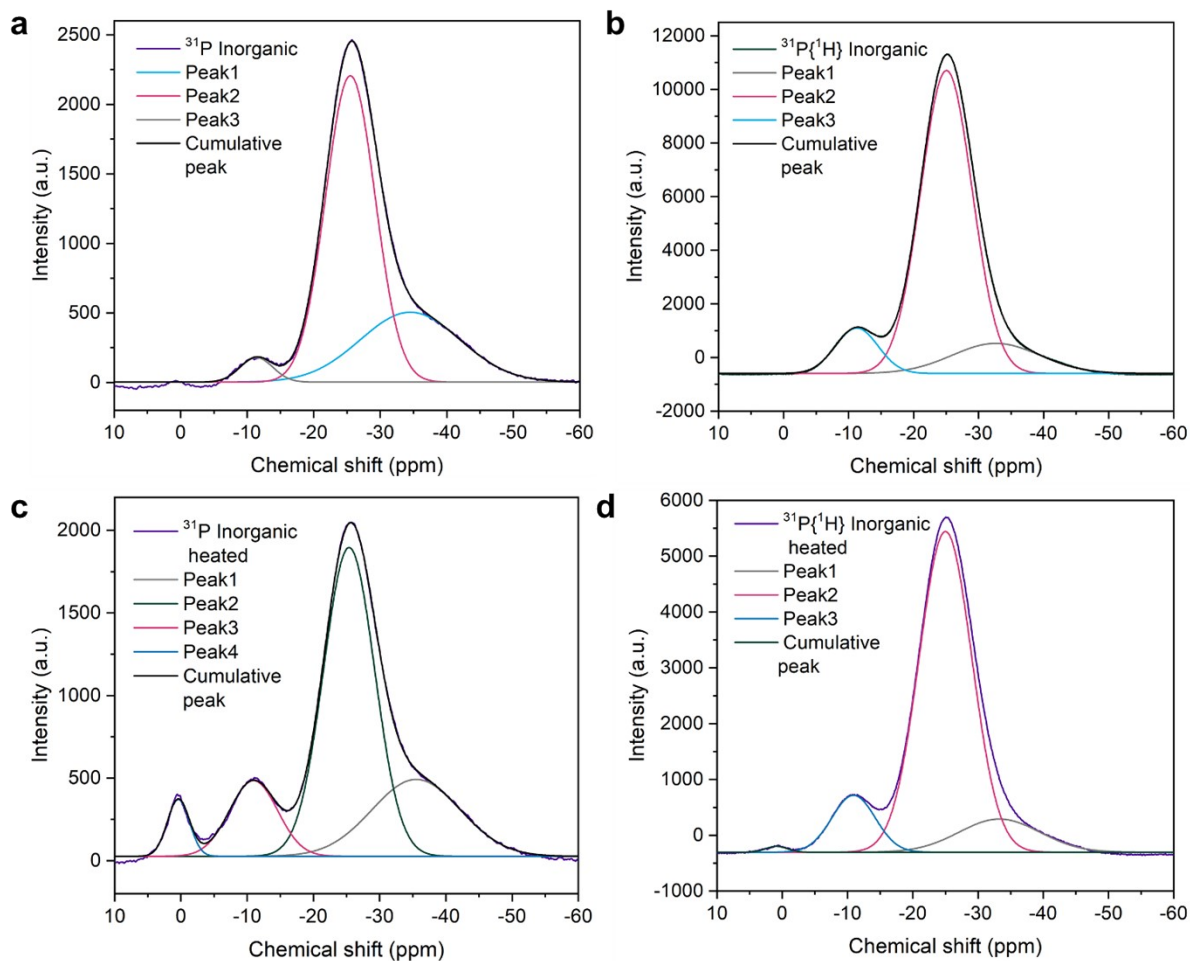 a
2500
2000
1500
1000
500
0
Intensity (a.u.)
³¹P Inorganic
Peak1
Peak2
Peak3
Cumulative
peak
10 0 -10 -20 -30 -40 -50 -60
Chemical shift (ppm)
b
12000
10000
8000
6000
4000
2000
0
-2000
Intensity (a.u.)
³¹P{¹H} Inorganic
Peak1
Peak2
Peak3
Cumulative
peak
10 0 -10 -20 -30 -40 -50 -60
Chemical shift (ppm)
c
2000
1500
1000
500
0
Intensity (a.u.)
³¹P Inorganic
heated
Peak1
Peak2
Peak3
Peak4
Cumulative
peak
10 0 -10 -20 -30 -40 -50 -60
Chemical shift (ppm)
d
6000
5000
4000
3000
2000
1000
0
-1000
Intensity (a.u.)
³¹P{¹H} Inorganic
heated
Peak1
Peak2
Peak3
Cumulative
peak
10 0 -10 -20 -30 -40 -50 -60
Chemical shift (ppm)